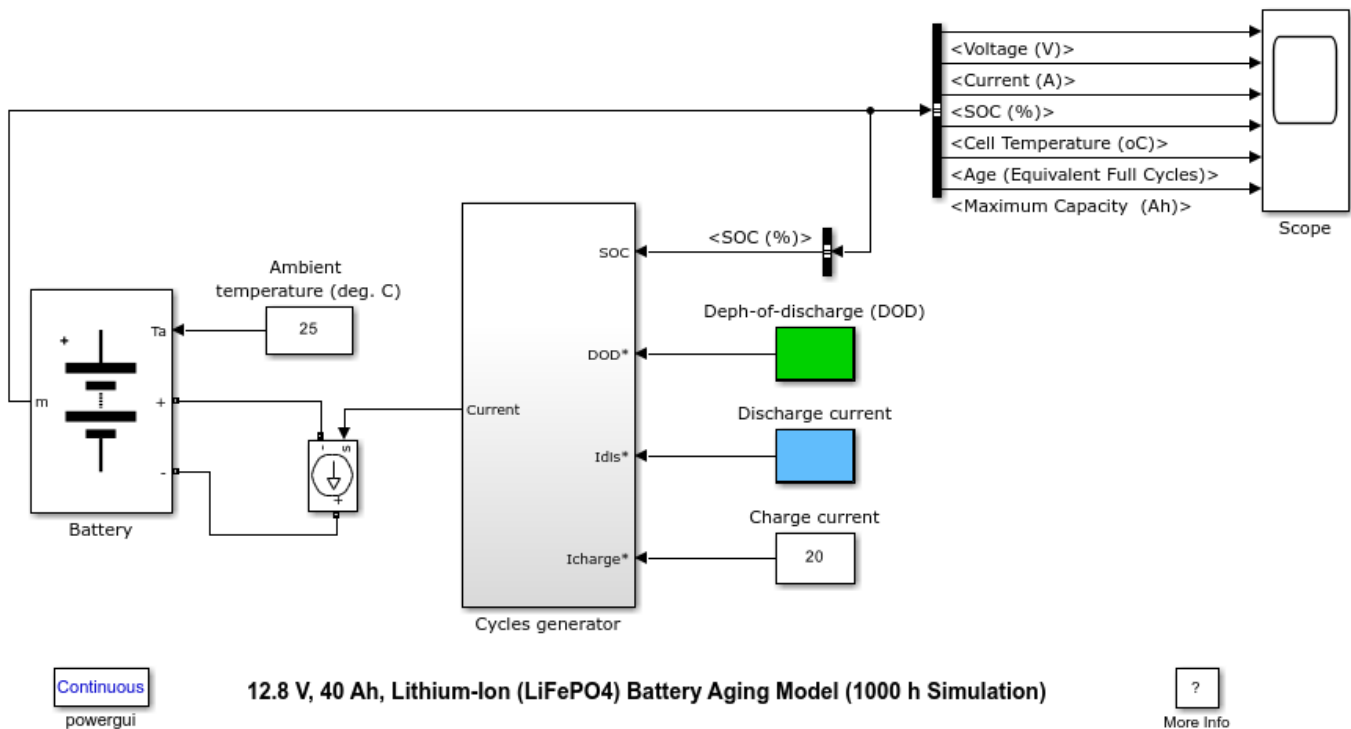 <Voltage (V)>
<Current (A)>
<SOC (%)>
<Cell Temperature (oC)>
<Age (Equivalent Full Cycles)>
<Maximum Capacity (Ah)>
Scope
<SOC (%)>
SOC
Ambient
temperature (deg. C)
25
Ta
m
+
+
-
Battery
-
s
+
Deph-of-discharge (DOD)
DOD*
Current
Discharge current
Idis*
Charge current
20
Icharge*
Cycles generator
Continuous
powergui
12.8 V, 40 Ah, Lithium-Ion (LiFePO4) Battery Aging Model (1000 h Simulation)
?
More Info